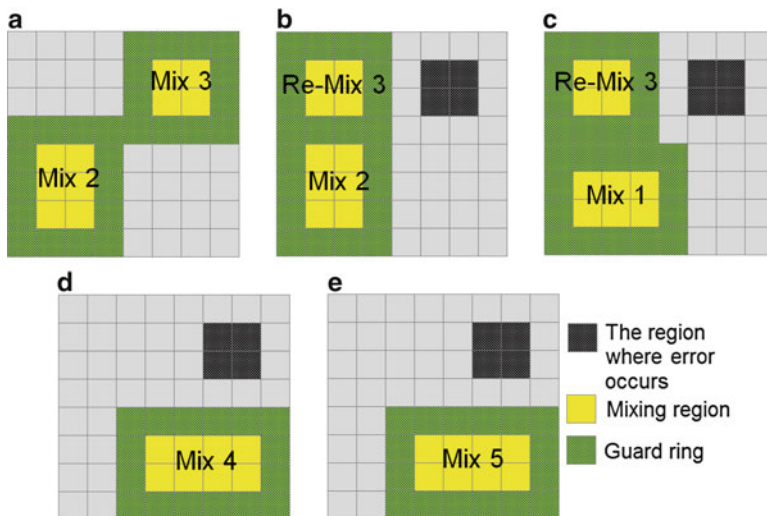 a
Mix 3
Mix 2
b
Re-Mix 3
Mix 2
c
Re-Mix 3
Mix 1
d
Mix 4
e
Mix 5
The region
where error
occurs
Mixing region
Guard ring